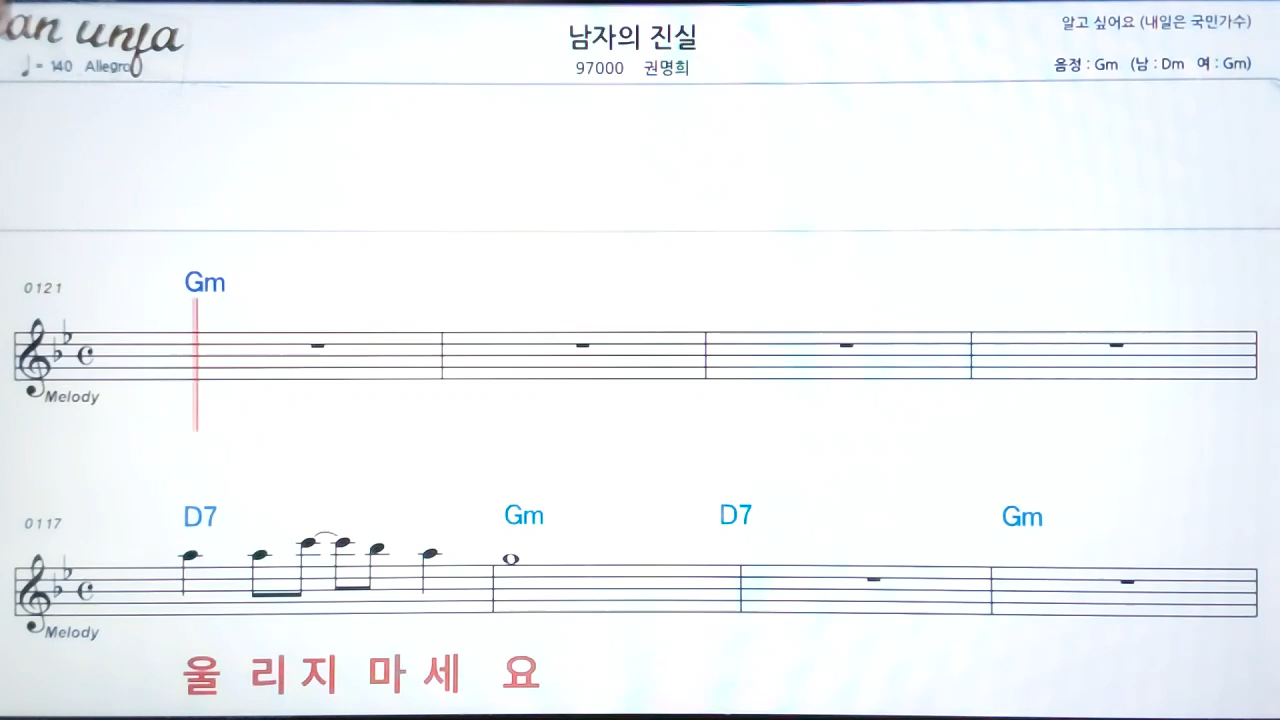 an unfa
♩ = 140 Allegro
남자의 진실
97000 권명희
알고 싶어요 (내일은 국민가수)
음정 : Gm (남 : Dm 여 : Gm)
Gm
0121
Melody
D7 Gm D7 Gm
0117
Melody
울 리 지 마 세 요